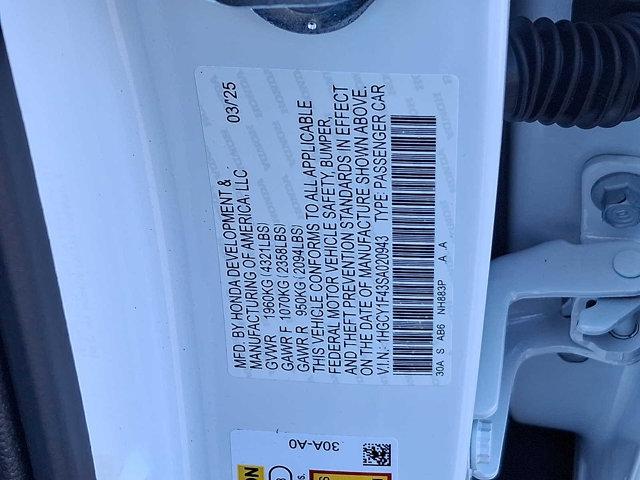 MFD. BY HONDA DEVELOPMENT & 03/'25
MANUFACTURING OF AMERICA, LLC
GVWR 1960KG(4321LBS)
GAWR F 1070KG(2358LBS)
GAWR R 950KG(2094LBS)
THIS VEHICLE CONFORMS TO ALL APPLICABLE
FEDERAL MOTOR VEHICLE SAFETY, BUMPER,
AND THEFT PREVENTION STANDARDS IN EFFECT
ON THE DATE OF MANUFACTURE SHOWN ABOVE.
V.I.N.: 1HGCY1F43SA020943 TYPE: PASSENGER CAR
30A S AB6 NH883P A A
30A-A0